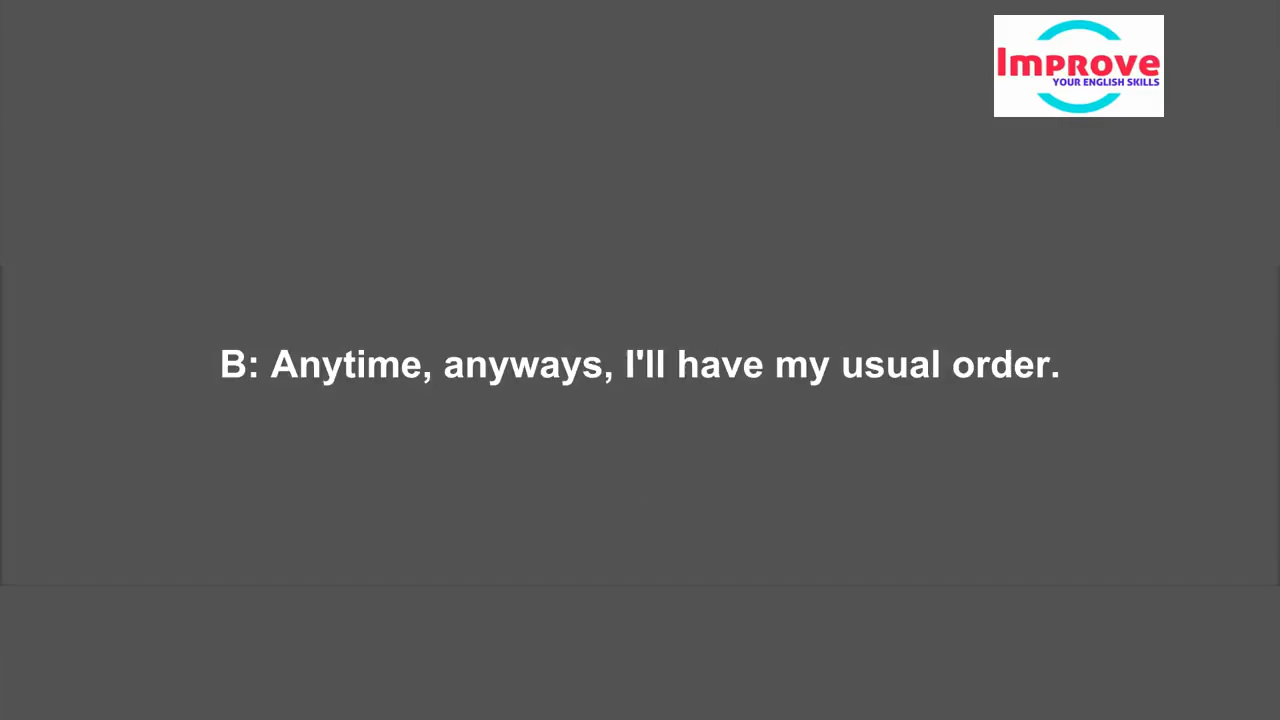 Improve
YOUR ENGLISH SKILLS
B: Anytime, anyways, I'll have my usual order.